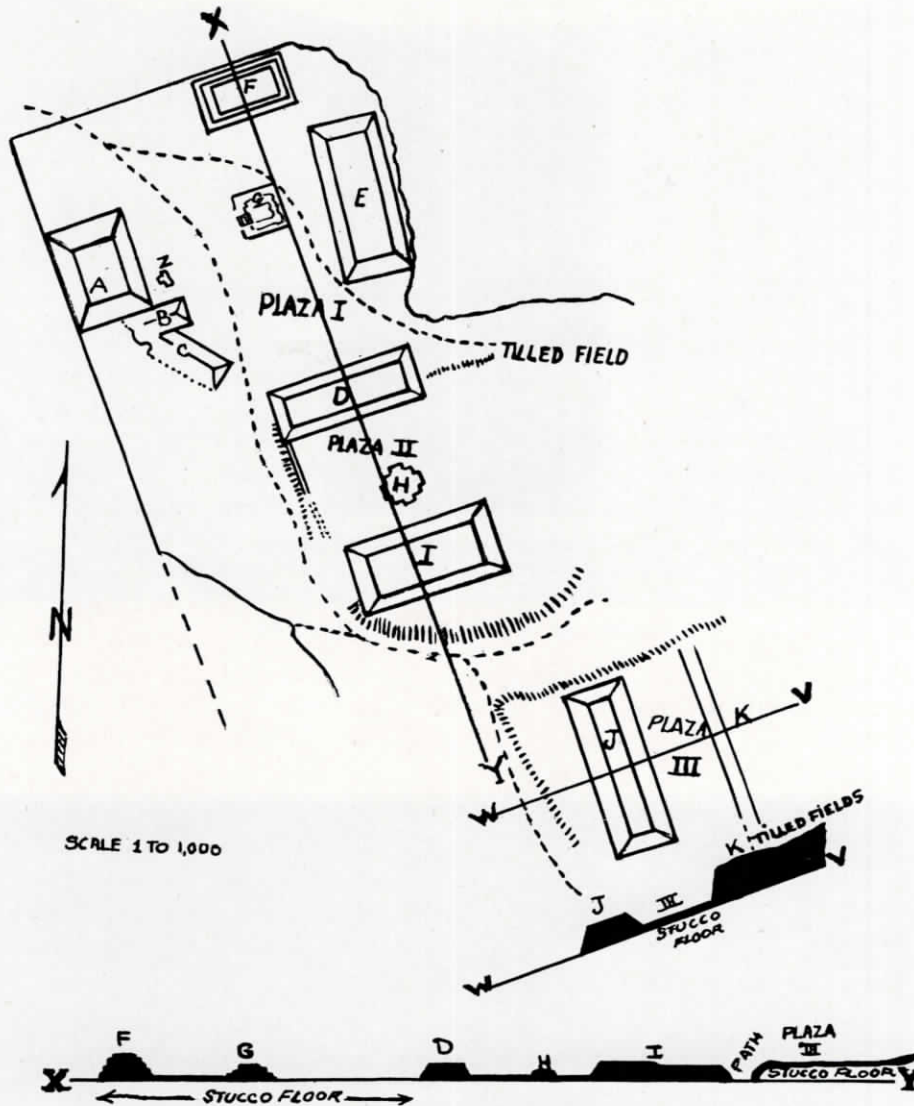 X
F
G
E
A
N
B
C
PLAZA I
TILLED FIELD
D
PLAZA II
H
I
N
Y
J
PLAZA
III
K
V
W
SCALE 1 TO 1,000
K TILLED FIELDS
V
J
III
STUCCO
FLOOR
W
F G D H I PATH PLAZA
III
X STUCCO FLOOR Y
STUCCO FLOOR